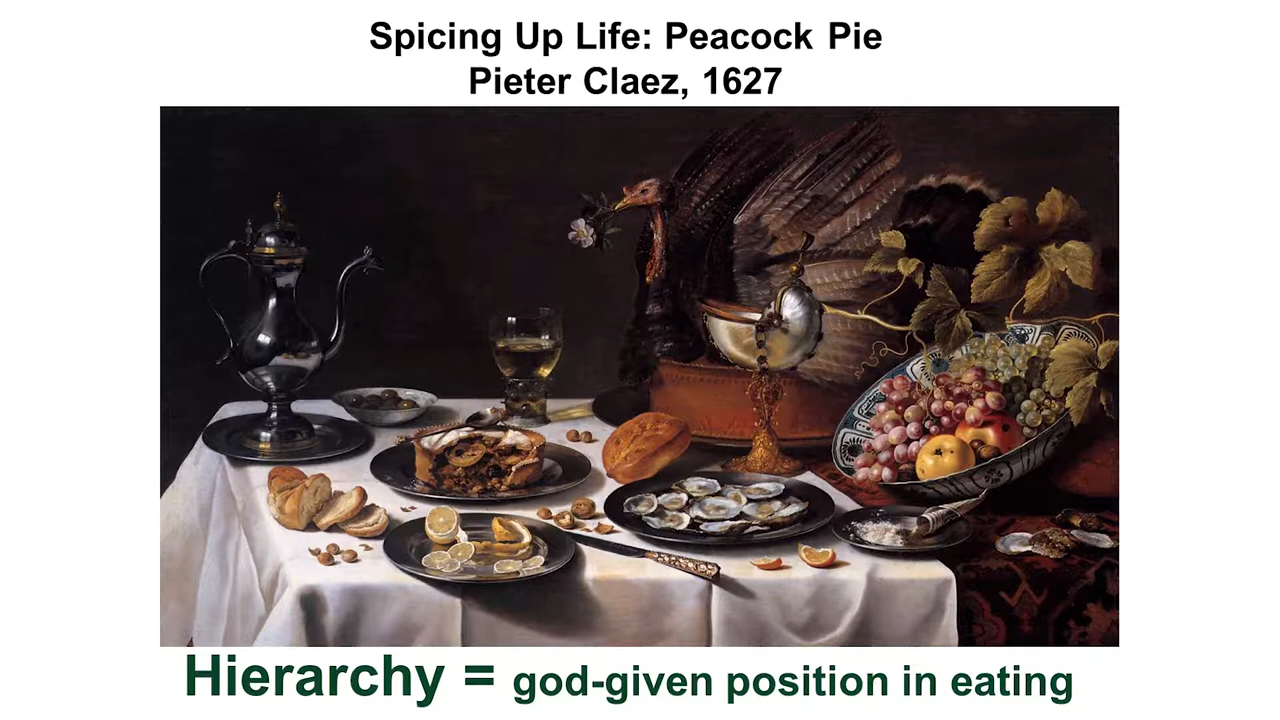 Spicing Up Life: Peacock Pie
Pieter Claez, 1627
Hierarchy = god-given position in eating